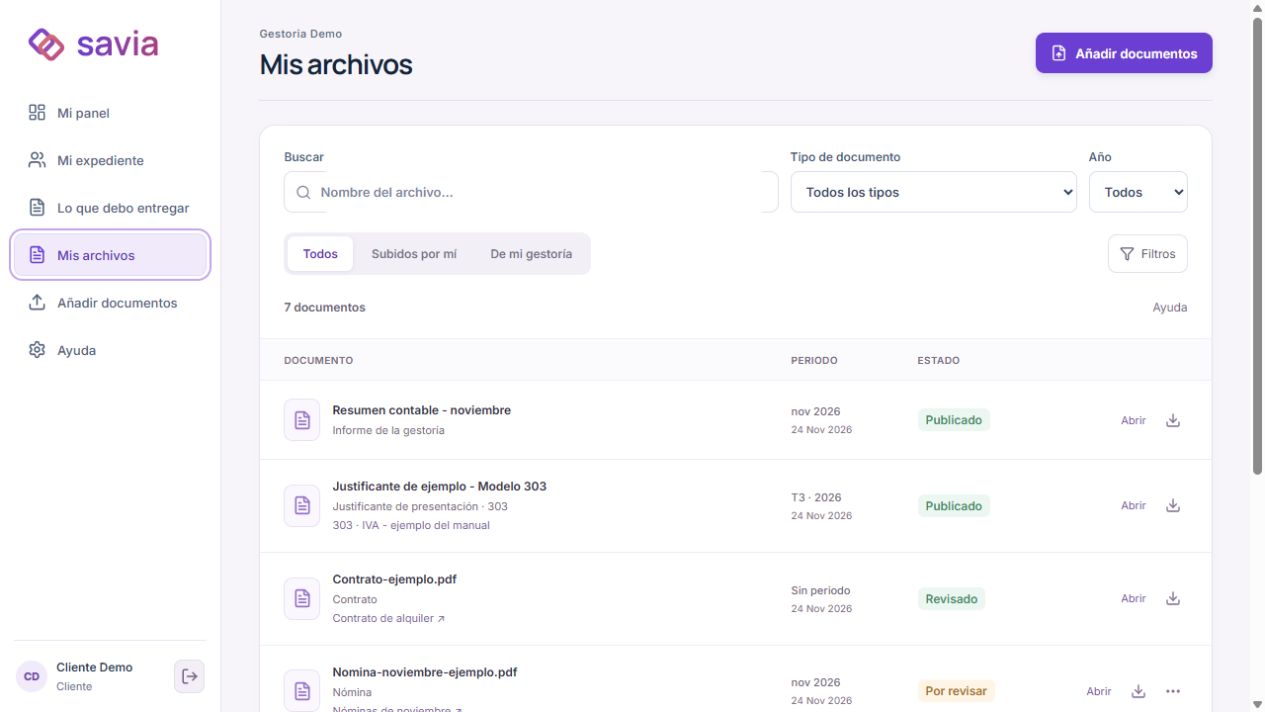 savia
Mi panel
Mi expediente
Lo que debo entregar
Mis archivos
Añadir documentos
Ayuda
Cliente Demo
CD
Cliente
Gestoria Demo
Mis archivos
Añadir documentos
Buscar
Tipo de documento
Año
Nombre del archivo...
Todos los tipos
Todos
Todos
Subidos por mí
De mi gestoría
Filtros
7 documentos
Ayuda
DOCUMENTO
PERIODO
ESTADO
Resumen contable - noviembre
Informe de la gestoria
nov 2026
24 Nov 2026
Publicado
Abrir
Justificante de ejemplo - Modelo 303
Justificante de presentación · 303
303 · IVA - ejemplo del manual
T3 · 2026
24 Nov 2026
Publicado
Abrir
Contrato-ejemplo.pdf
Contrato
Contrato de alquiler ↗
Sin periodo
24 Nov 2026
Revisado
Abrir
Nomina-noviembre-ejemplo.pdf
Nómina
Nóminas de noviembre ↗
nov 2026
24 Nov 2026
Por revisar
Abrir